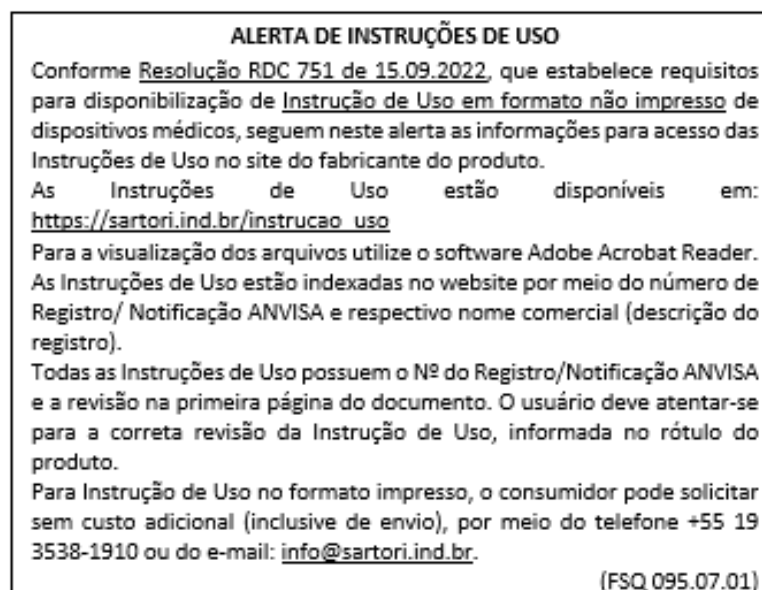 ALERTA DE INSTRUÇÕES DE USO
Conforme Resolução RDC 751 de 15.09.2022, que estabelece requisitos
para disponibilização de Instrução de Uso em formato não impresso de
dispositivos médicos, seguem neste alerta as informações para acesso das
Instruções de Uso no site do fabricante do produto.
As Instruções de Uso estão disponíveis em:
https://sartori.ind.br/instrucao_uso
Para a visualização dos arquivos utilize o software Adobe Acrobat Reader.
As Instruções de Uso estão indexadas no website por meio do número de
Registro/ Notificação ANVISA e respectivo nome comercial (descrição do
registro).
Todas as Instruções de Uso possuem o Nº do Registro/Notificação ANVISA
e a revisão na primeira página do documento. O usuário deve atentar-se
para a correta revisão da Instrução de Uso, informada no rótulo do
produto.
Para Instrução de Uso no formato impresso, o consumidor pode solicitar
sem custo adicional (inclusive de envio), por meio do telefone +55 19
3538-1910 ou do e-mail: info@sartori.ind.br.
(FSQ 095.07.01)